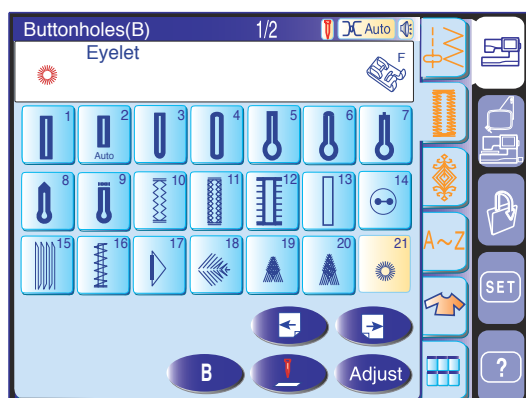 Buttonholes(B) 1/2 Auto
Eyelet F
1 2 3 4 5 6 7
Auto
8 9 10 11 12 13 14
A~Z
15 16 17 18 19 20 21
SET
B Adjust ?